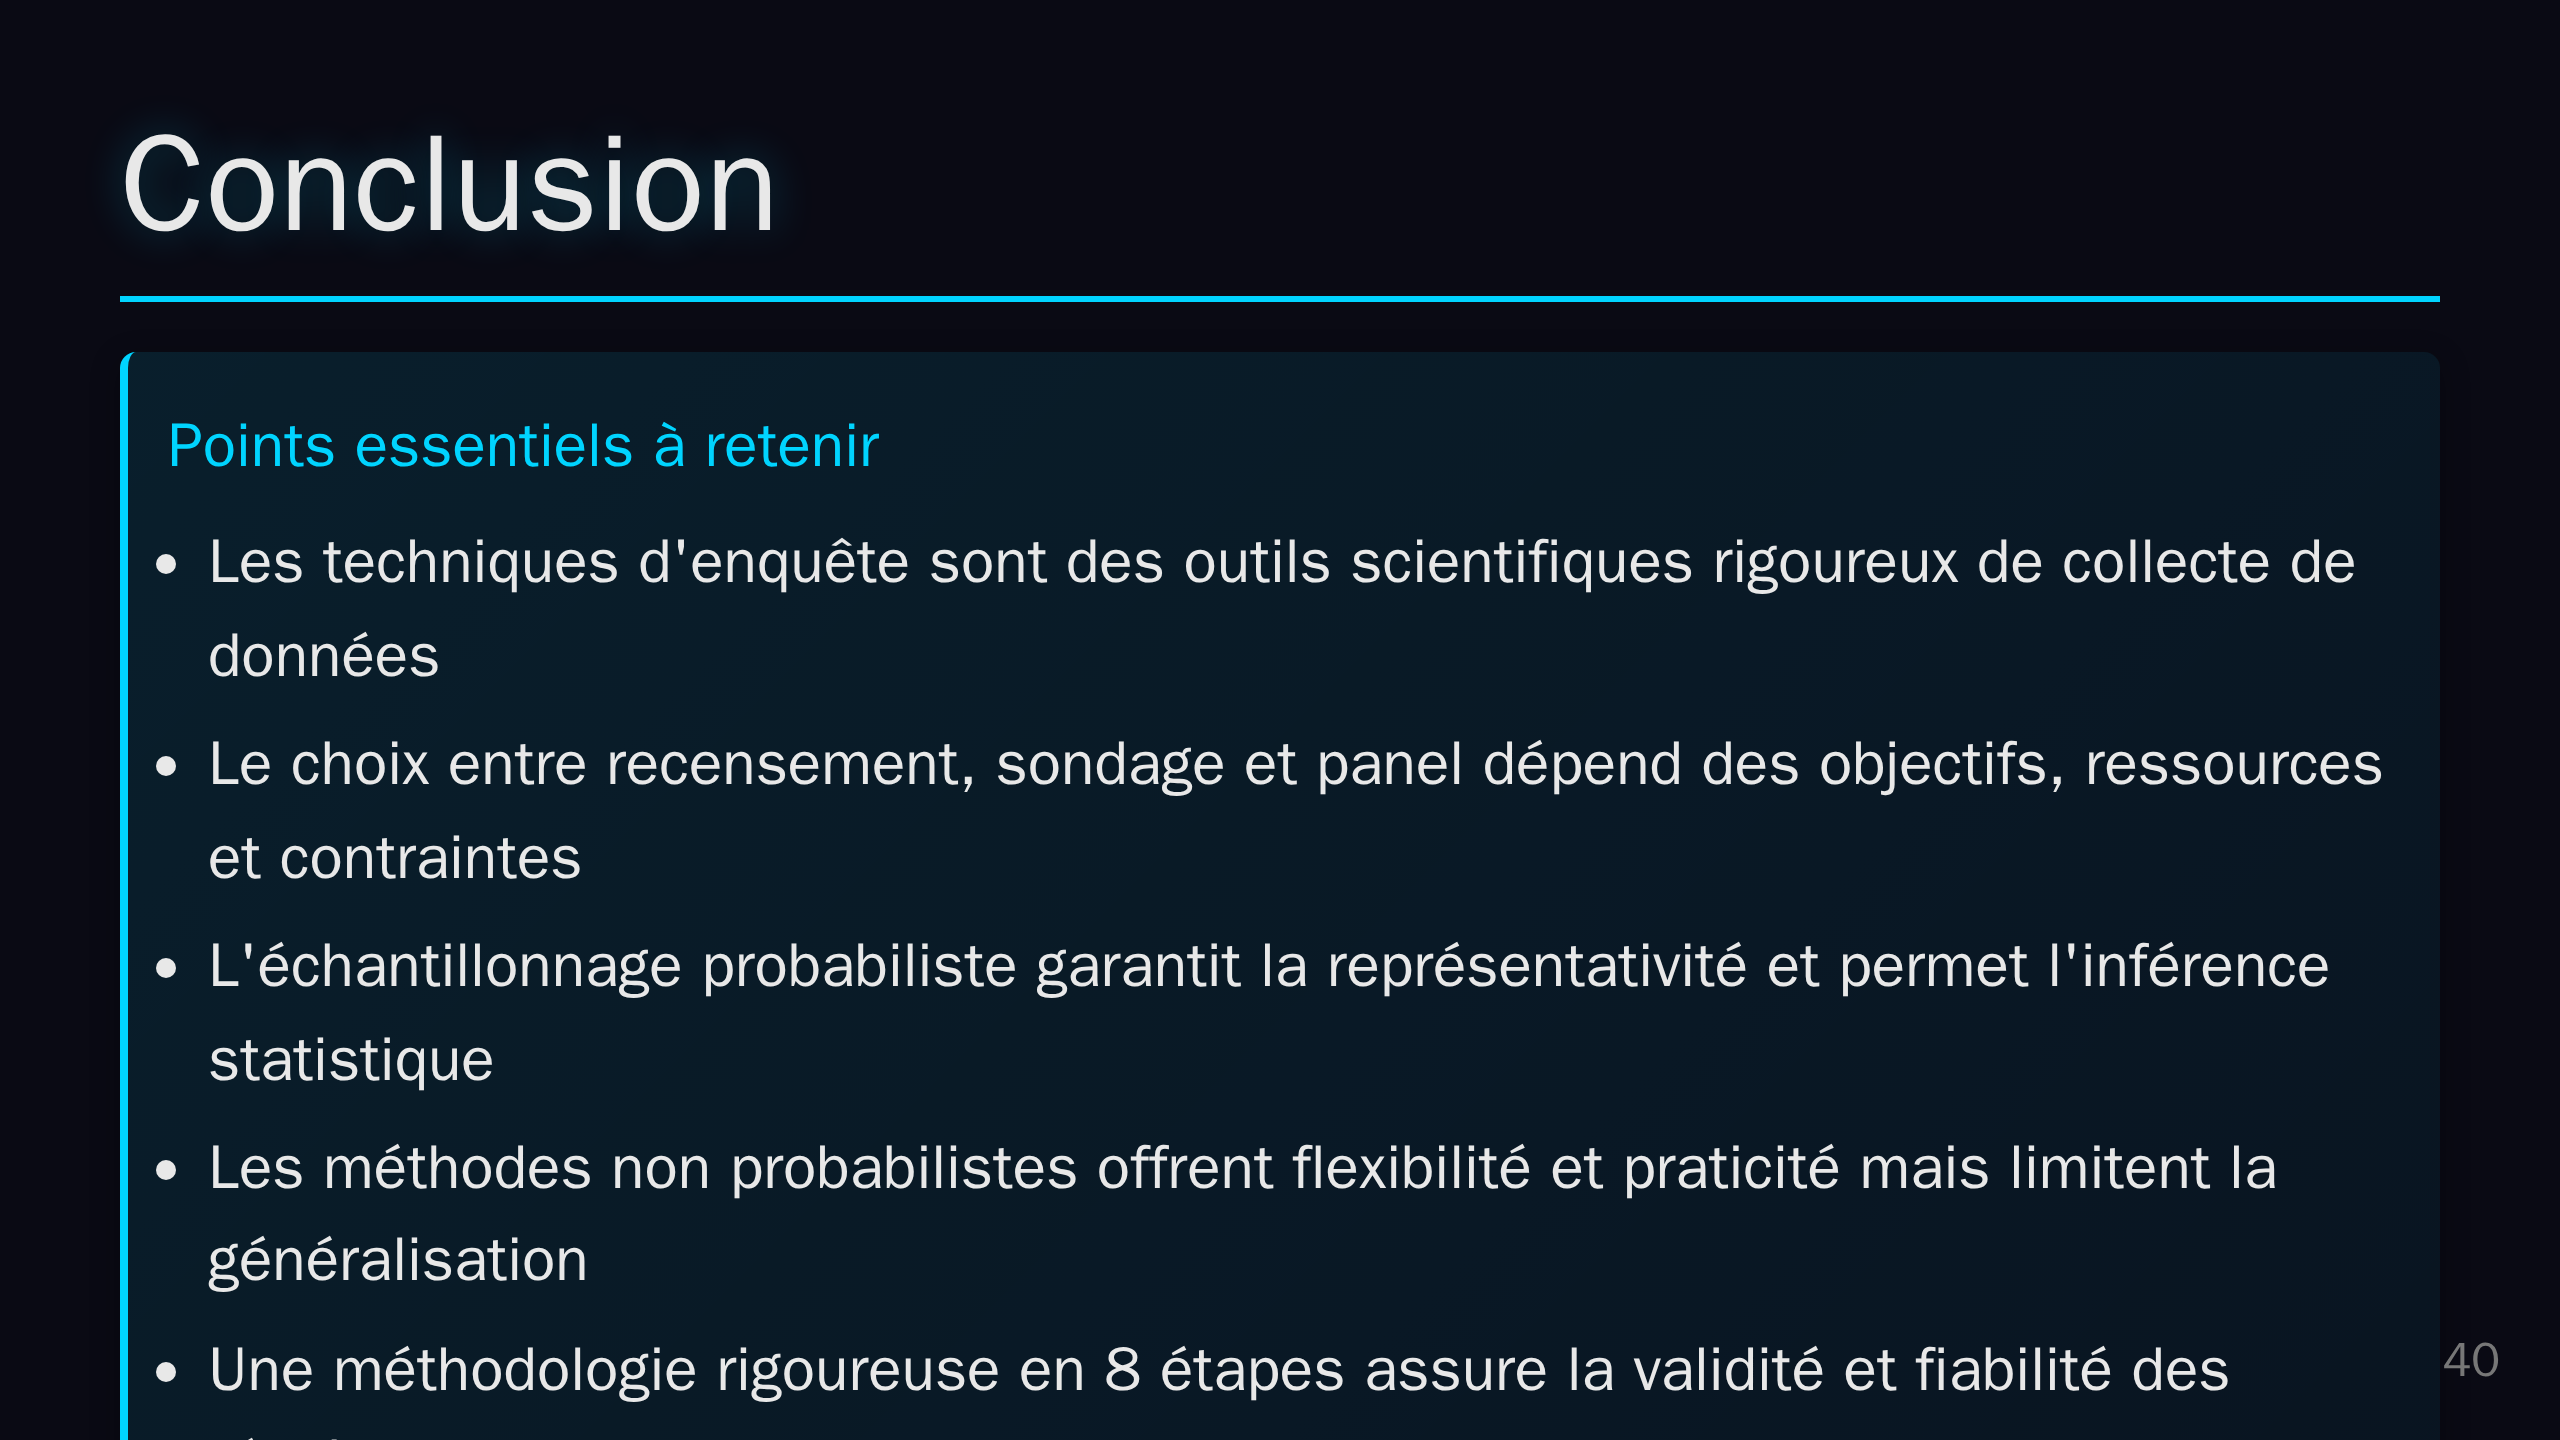 Conclusion
Points essentiels à retenir
• Les techniques d'enquête sont des outils scientifiques rigoureux de collecte de
données
• Le choix entre recensement, sondage et panel dépend des objectifs, ressources
et contraintes
• L'échantillonnage probabiliste garantit la représentativité et permet l'inférence
statistique
• Les méthodes non probabilistes offrent flexibilité et praticité mais limitent la
généralisation
• Une méthodologie rigoureuse en 8 étapes assure la validité et fiabilité des
40